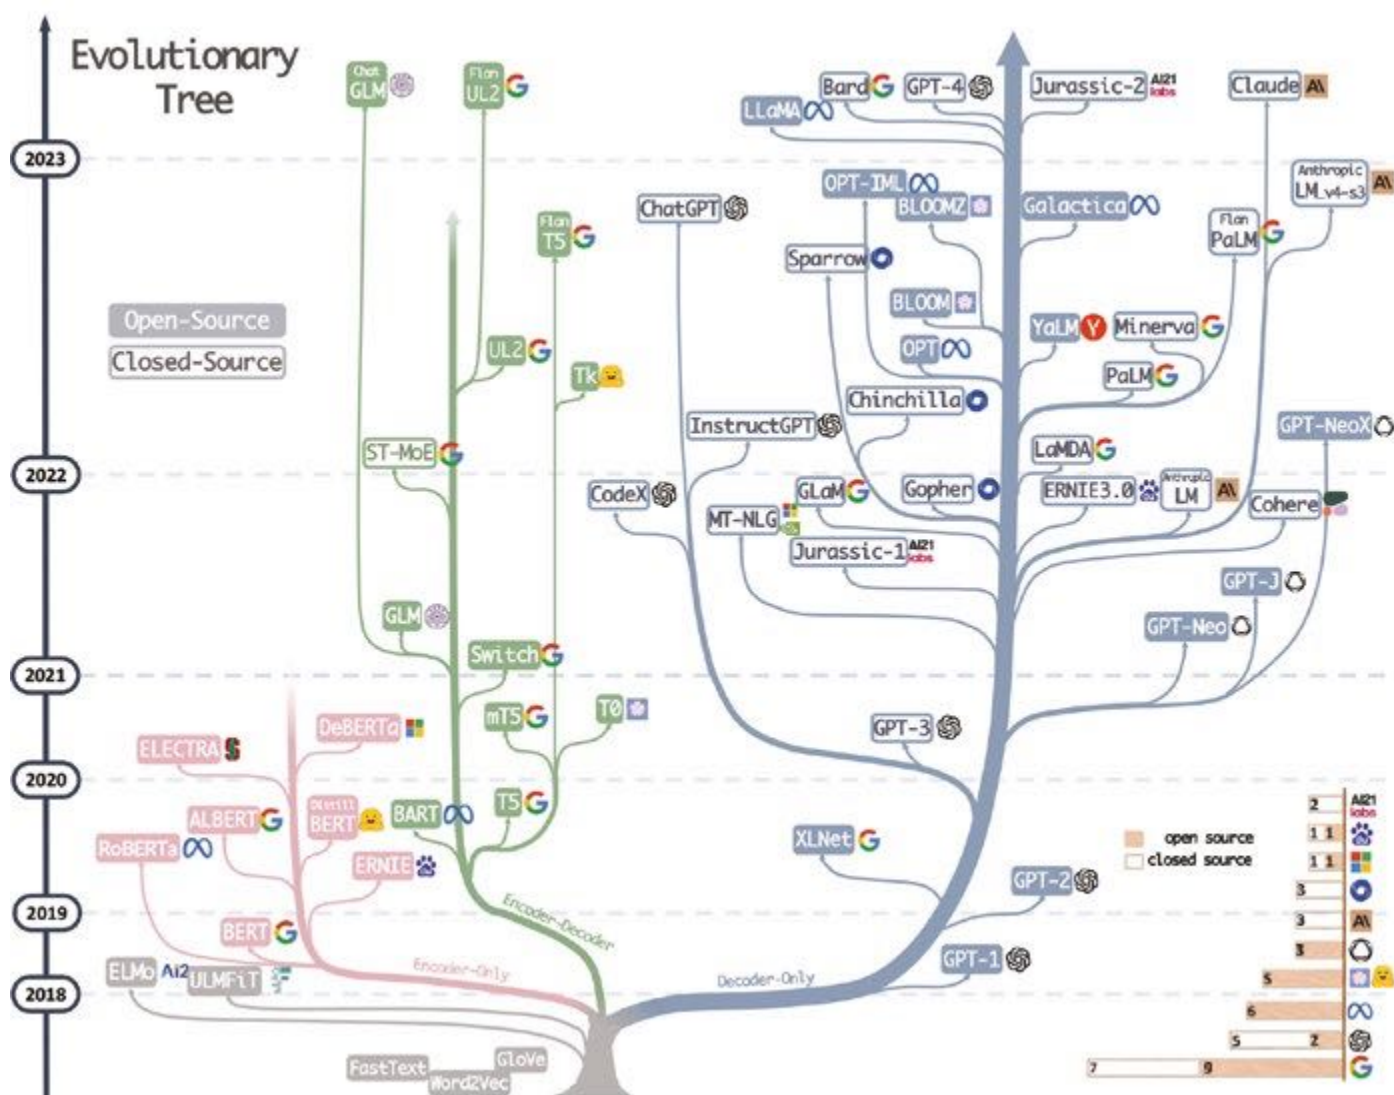 Evolutionary
Tree
Chat
GLM
Flan
UL2
Bard
GPT-4
Jurassic-2
AI21
labs
Claude
A\
LLaMA
2023
OPT-IML
BLOOMZ
Galactica
Anthropic
LM_v4-s3
A\
ChatGPT
Flan
T5
Flan
PaLM
Sparrow
Open-Source
Closed-Source
BLOOM
YaLM
Minerva
UL2
OPT
Tk
PaLM
Chinchilla
InstructGPT
GPT-NeoX
ST-MoE
LaMDA
2022
CodeX
GLaM
Gopher
ERNIE3.0
Anthropic
LM
A\
Cohere
MT-NLG
Jurassic-1
AI21
labs
GPT-J
GLM
GPT-Neo
Switch
2021
mT5
T0
DeBERTa
GPT-3
ELECTRA
S
2020
T5
BART
Distill
BERT
ALBERT
2
AI21
labs
open source
closed source
1 1
RoBERTa
XLNet
ERNIE
1 1
GPT-2
3
2019
Encoder-Decoder
3
A\
BERT
3
Encoder-Only
Decoder-Only
GPT-1
ELMo
Ai2
ULMFiT
5
2018
6
5 2
7 9
GloVe
FastText
Word2Vec